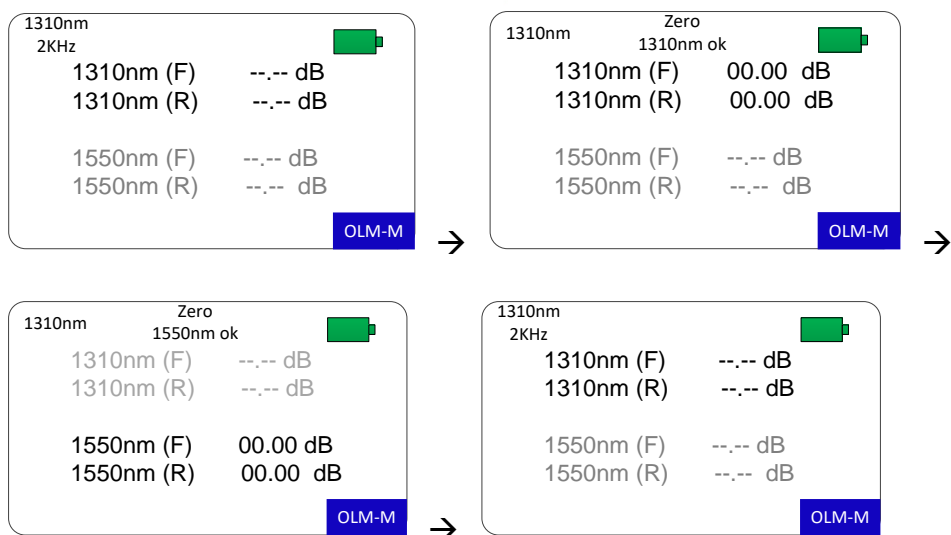 1310nm
2KHz
1310nm (F) --.-- dB
1310nm (R) --.-- dB
1550nm (F) --.-- dB
1550nm (R) --.-- dB
OLM-M
→
Zero
1310nm 1310nm ok
1310nm (F) 00.00 dB
1310nm (R) 00.00 dB
1550nm (F) --.-- dB
1550nm (R) --.-- dB
OLM-M
→
Zero
1310nm 1550nm ok
1310nm (F) --.-- dB
1310nm (R) --.-- dB
1550nm (F) 00.00 dB
1550nm (R) 00.00 dB
OLM-M
→
1310nm
2KHz
1310nm (F) --.-- dB
1310nm (R) --.-- dB
1550nm (F) --.-- dB
1550nm (R) --.-- dB
OLM-M